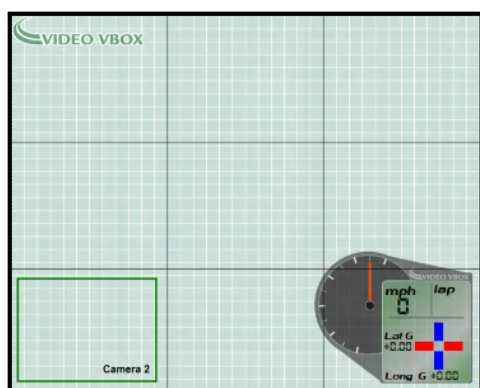 VIDEO VBOX
VIDEO VBOX
mph lap
0
Lat G
+0.00
Long G +0.00
Camera 2